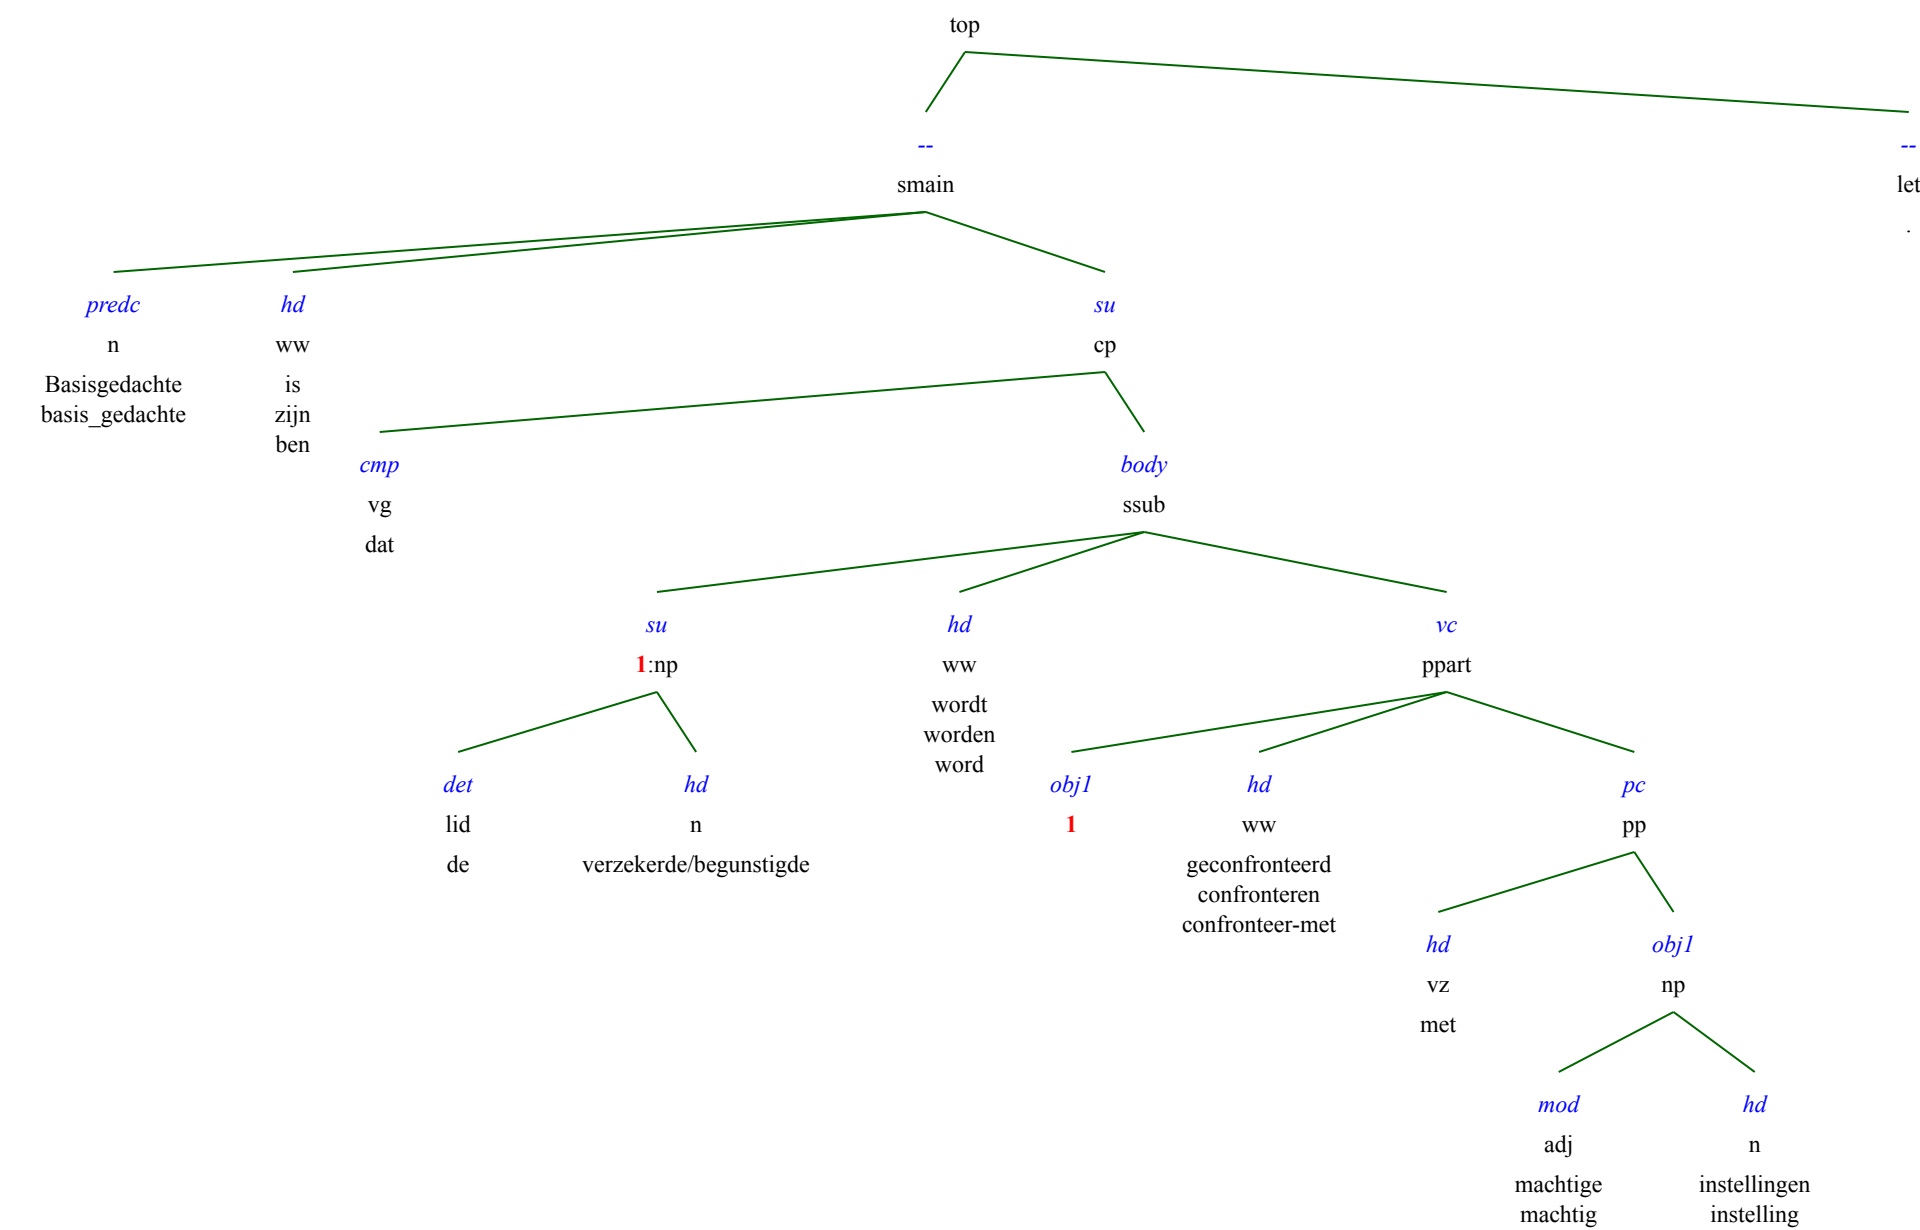 top
-- --
smain let
.
predc hd su
n ww cp
Basisgedachte is
basis_gedachte zijn
ben
cmp body
vg ssub
dat
su hd vc
1:np ww ppart
wordt
worden
word
det hd obj1 hd pc
lid n 1 ww pp
de verzekerde/begunstigde geconfronteerd
confronteren
confronteer-met
hd obj1
vz np
met
mod hd
adj n
machtige instellingen
machtig instelling